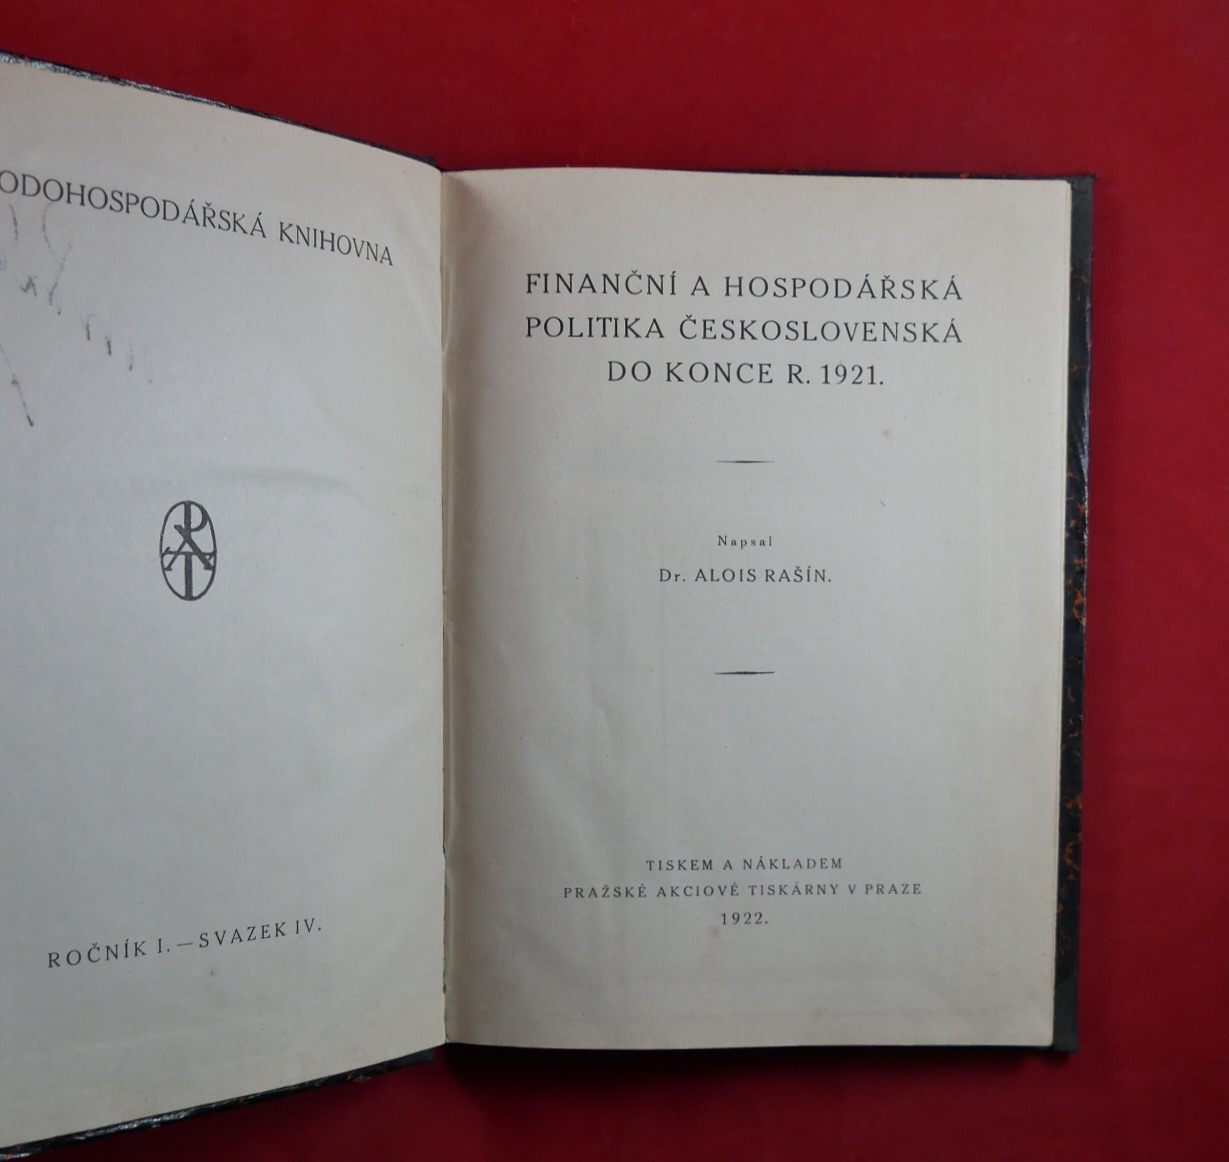 ODOHOSPODÁŘSKÁ KNIHOVNA
ROČNÍK I. — SVAZEK IV.
FINANČNÍ A HOSPODÁŘSKÁ
POLITIKA ČESKOSLOVENSKÁ
DO KONCE R. 1921.
Napsal
Dr. ALOIS RAŠÍN.
TISKEM A NÁKLADEM
PRAŽSKÉ AKCIOVÉ TISKÁRNY V PRAZE
1922.